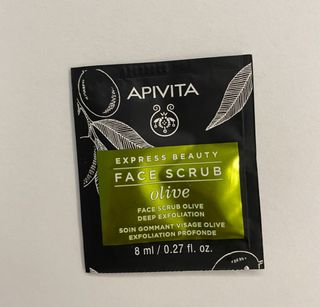 APIVITA
EXPRESS BEAUTY
FACE SCRUB
olive
FACE SCRUB OLIVE
DEEP EXFOLIATION
SOIN GOMMANT VISAGE OLIVE
EXFOLIATION PROFONDE
8 ml / 0.27 fl. oz.